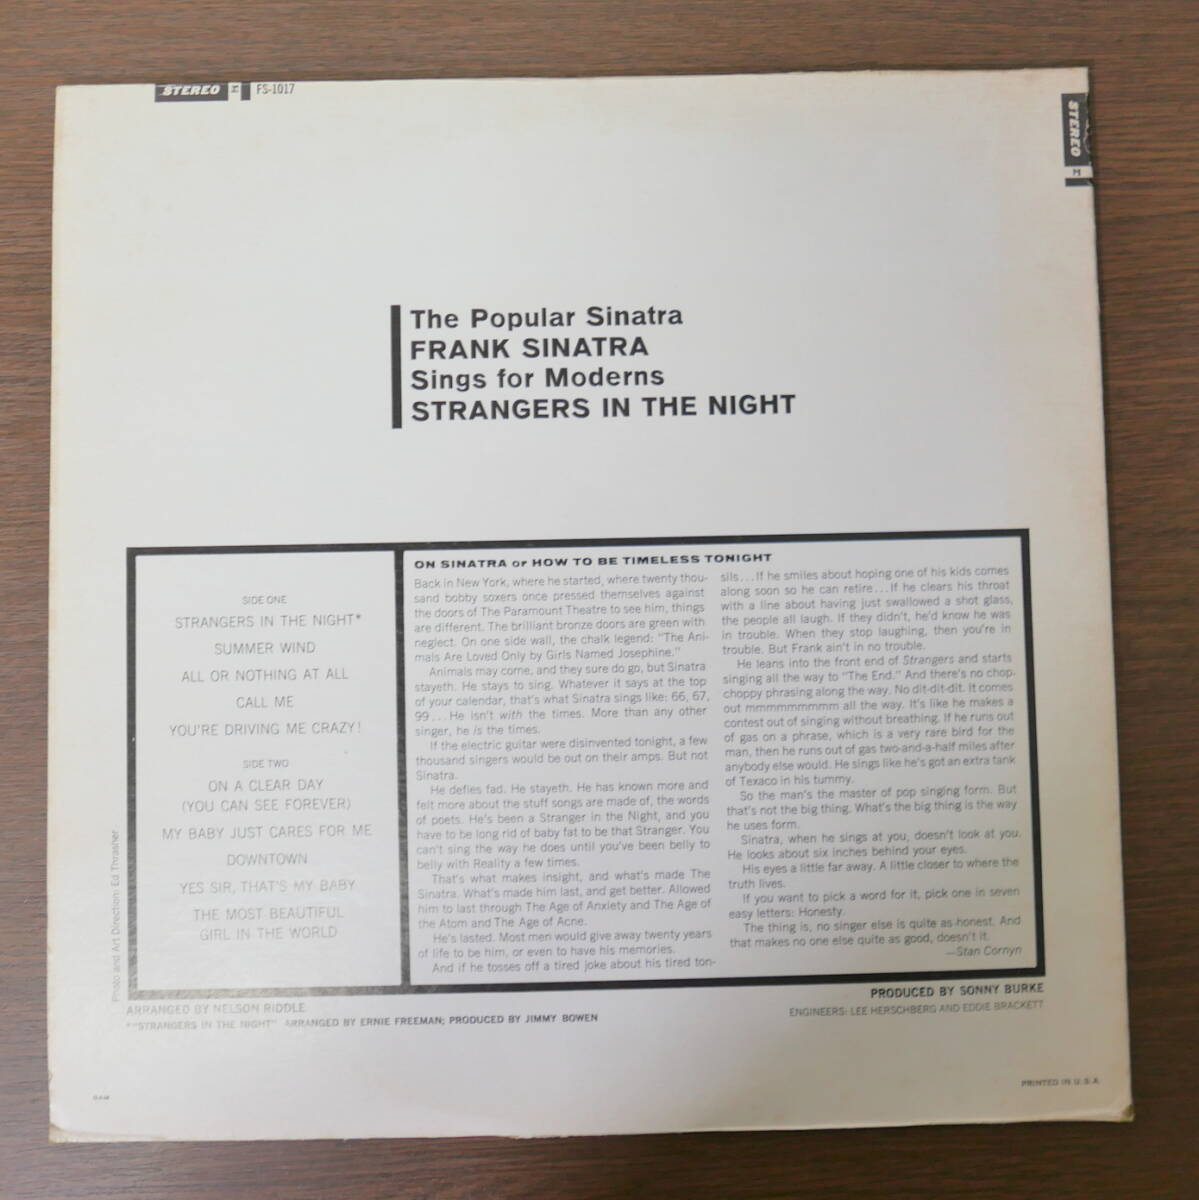 STEREO
FS-1017
STEREO
The Popular Sinatra
FRANK SINATRA
Sings for Moderns
STRANGERS IN THE NIGHT
SIDE ONE
STRANGERS IN THE NIGHT*
SUMMER WIND
ALL OR NOTHING AT ALL
CALL ME
YOU'RE DRIVING ME CRAZY!
SIDE TWO
ON A CLEAR DAY
(YOU CAN SEE FOREVER)
MY BABY JUST CARES FOR ME
DOWNTOWN
YES SIR, THAT'S MY BABY
THE MOST BEAUTIFUL
GIRL IN THE WORLD
ON SINATRA or HOW TO BE TIMELESS TONIGHT
Back in New York, where he started, where twenty thou-
sand bobby soxers once pressed themselves against
the doors of The Paramount Theatre to see him, things
are different. The brilliant bronze doors are green with
neglect. On one side wall, the chalk legend: "The Ani-
mals Are Loved Only by Girls Named Josephine."
Animals may come, and they sure do go, but Sinatra
stayeth. He stays to sing. Whatever it says at the top
of your calendar, that's what Sinatra sings like: 66, 67,
99... He isn't with the times. More than any other
singer, he is the times.
If the electric guitar were disinvented tonight, a few
thousand singers would be out on their amps. But not
Sinatra.
He defies fad. He stayeth. He has known more and
felt more about the stuff songs are made of, the words
of poets. He's been a Stranger in the Night, and you
have to be long rid of baby fat to be that Stranger. You
can't sing the way he does until you've been belly to
belly with Reality a few times.
That's what makes insight, and what's made The
Sinatra. What's made him last, and get better. Allowed
him to last through The Age of Anxiety and The Age of
the Atom and The Age of Acne.
He's lasted. Most men would give away twenty years
of life to be him, or even to have his memories.
And if he tosses off a tired joke about his tired ton-
sils...If he smiles about hoping one of his kids comes
along soon so he can retire...If he clears his throat
with a line about having just swallowed a shot glass,
the people all laugh. If they didn't, he'd know he was
in trouble. When they stop laughing, then you're in
trouble. But Frank ain't in no trouble.
He leans into the front end of Strangers and starts
singing all the way to "The End." And there's no chop-
choppy phrasing along the way. No dit-dit-dit. It comes
out mmmmmmmmm all the way. It's like he makes a
contest out of singing without breathing. If he runs out
of gas on a phrase, which is a very rare bird for the
man, then he runs out of gas two-and-a-half miles after
anybody else would. He sings like he's got an extra tank
of Texaco in his tummy.
So the man's the master of pop singing form. But
that's not the big thing. What's the big thing is the way
he uses form.
Sinatra, when he sings at you, doesn't look at you.
He looks about six inches behind your eyes.
His eyes a little far away. A little closer to where the
truth lives.
If you want to pick a word for it, pick one in seven
easy letters: Honesty.
The thing is, no singer else is quite as honest. And
that makes no one else quite as good, doesn't it.
—Stan Cornyn
Photo and Art Direction: Ed Thrasher
ARRANGED BY NELSON RIDDLE
*"STRANGERS IN THE NIGHT" ARRANGED BY ERNIE FREEMAN; PRODUCED BY JIMMY BOWEN
PRODUCED BY SONNY BURKE
ENGINEERS: LEE HERSCHBERG AND EDDIE BRACKETT
PRINTED IN U.S.A.